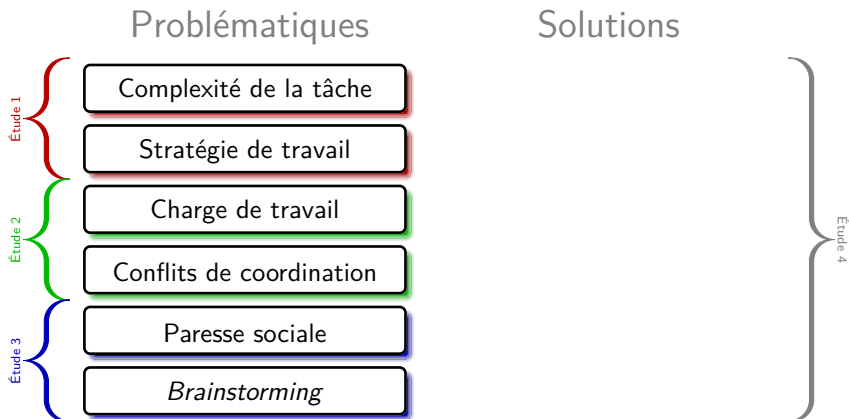 Problématiques
Solutions
Étude 1
Complexité de la tâche
Stratégie de travail
Étude 2
Charge de travail
Conflits de coordination
Étude 3
Paresse sociale
Brainstorming
Étude 4